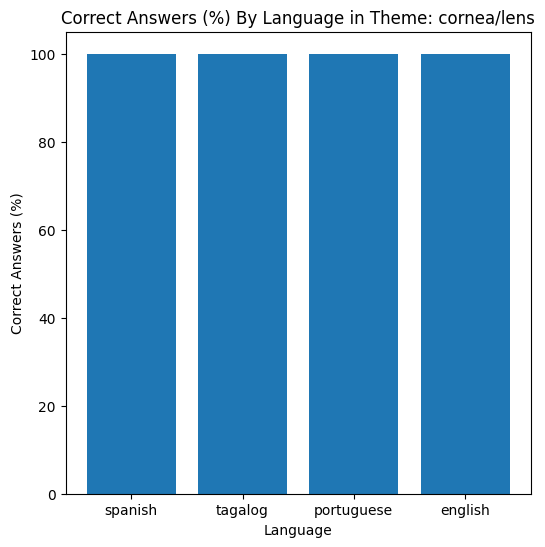 Correct Answers (%) By Language in Theme: cornea/lens
100
80
60
40
20
0
Correct Answers (%)
spanish tagalog portuguese english
Language